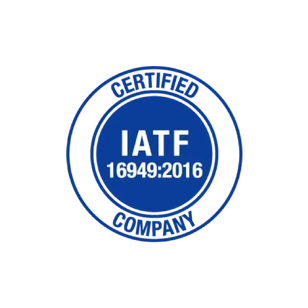 CERTIFIED
IATF
16949:2016
COMPANY